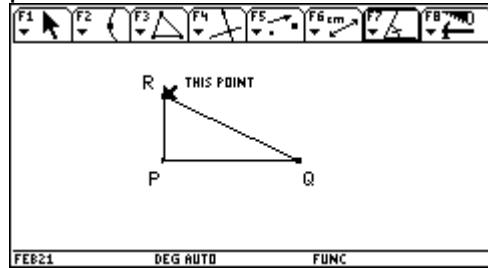 F1 F2 F3 F4 F5 F6 cm F7 F8
R THIS POINT
P Q
FEB21 DEG AUTO FUNC